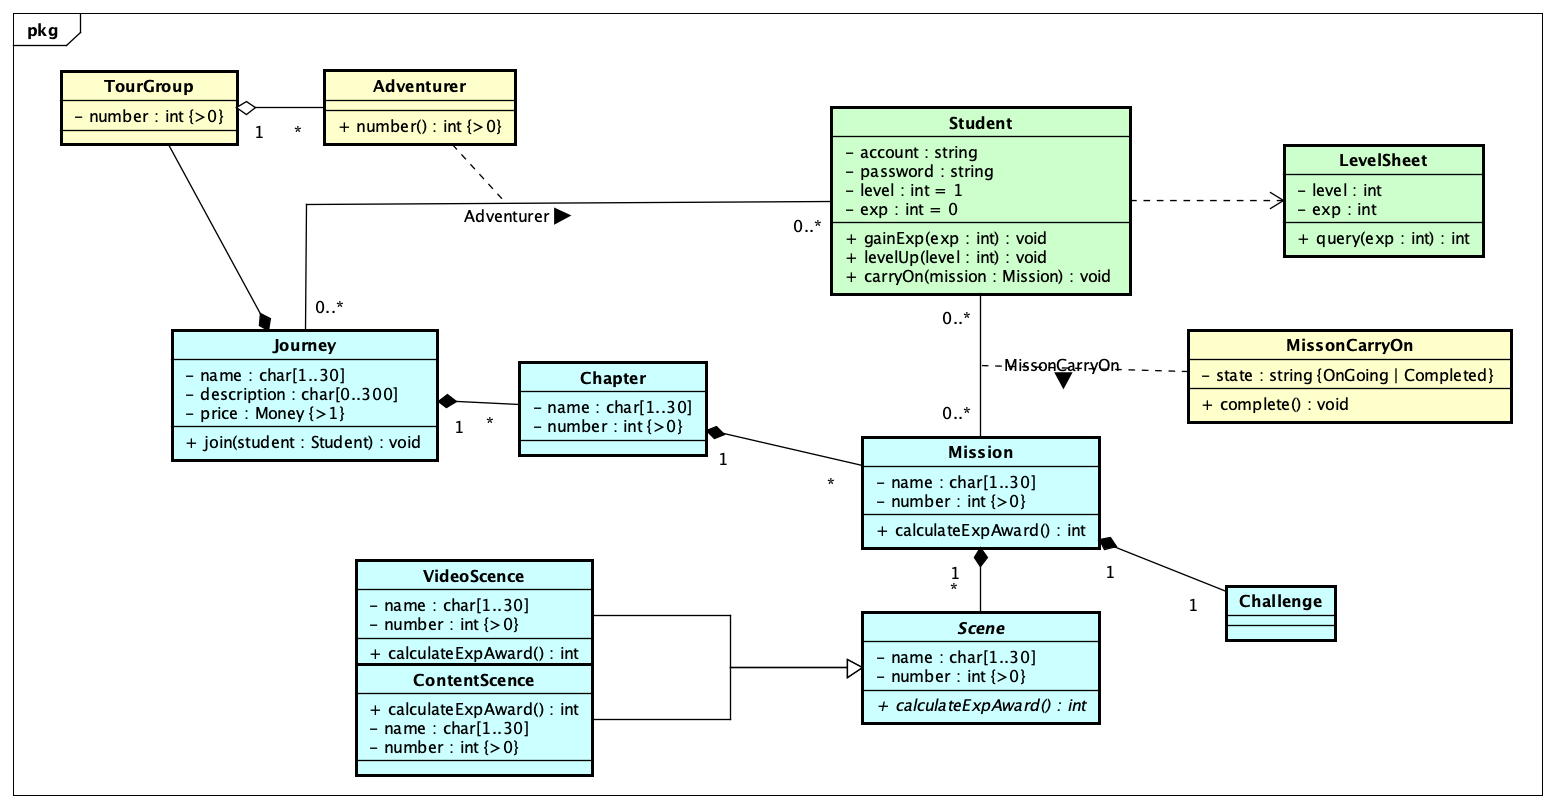 pkg
TourGroup
– number : int {>0}
1
*
Adventurer
+ number() : int {>0}
Adventurer
Student
– account : string
– password : string
– level : int = 1
– exp : int = 0
+ gainExp(exp : int) : void
+ levelUp(level : int) : void
+ carryOn(mission : Mission) : void
0..*
LevelSheet
– level : int
– exp : int
+ query(exp : int) : int
0..*
0..*
MissonCarryOn
0..*
MissonCarryOn
– state : string {OnGoing | Completed}
+ complete() : void
Journey
– name : char[1..30]
– description : char[0..300]
– price : Money {>1}
+ join(student : Student) : void
1
*
Chapter
– name : char[1..30]
– number : int {>0}
1
*
Mission
– name : char[1..30]
– number : int {>0}
+ calculateExpAward() : int
1
*
1
1
Challenge
VideoScence
– name : char[1..30]
– number : int {>0}
+ calculateExpAward() : int
ContentScence
+ calculateExpAward() : int
– name : char[1..30]
– number : int {>0}
Scene
– name : char[1..30]
– number : int {>0}
+ calculateExpAward() : int